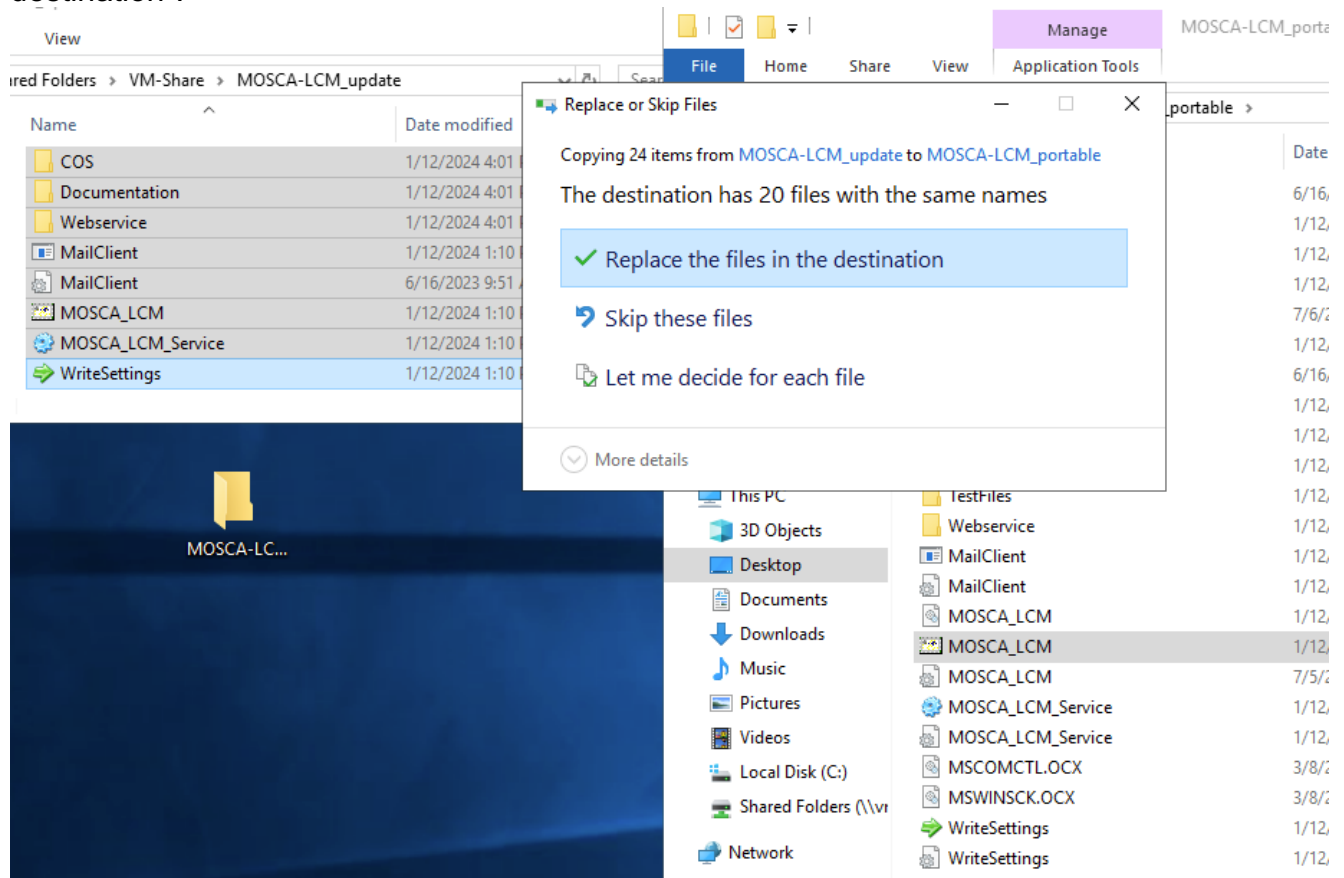 View
Shared Folders > VM-Share > MOSCA-LCM_update
Name
Date modified
COS
1/12/2024 4:01
Documentation
1/12/2024 4:01
Webservice
1/12/2024 4:01
MailClient
1/12/2024 1:10
MailClient
6/16/2023 9:51
MOSCA_LCM
1/12/2024 1:10
MOSCA_LCM_Service
1/12/2024 1:10
WriteSettings
1/12/2024 1:10
MOSCA-LC...
Manage
MOSCA-LCM_porta
File
Home
Share
View
Application Tools
_portable >
Replace or Skip Files
Copying 24 items from MOSCA-LCM_update to MOSCA-LCM_portable
The destination has 20 files with the same names
Replace the files in the destination
Skip these files
Let me decide for each file
More details
Date
6/16/
1/12/
1/12/
1/12/
7/6/2
1/12/
6/16/
1/12/
1/12/
1/12/
This PC
3D Objects
Desktop
Documents
Downloads
Music
Pictures
Videos
Local Disk (C:)
Shared Folders (\\vr
Network
TestFiles
1/12/
Webservice
1/12/
MailClient
1/12/
MailClient
1/12/
MOSCA_LCM
1/12/
MOSCA_LCM
1/12/
MOSCA_LCM
7/5/2
MOSCA_LCM_Service
1/12/
MOSCA_LCM_Service
1/12/
MSCOMCTL.OCX
3/8/2
MSWINSCK.OCX
3/8/2
WriteSettings
1/12/
WriteSettings
1/12/